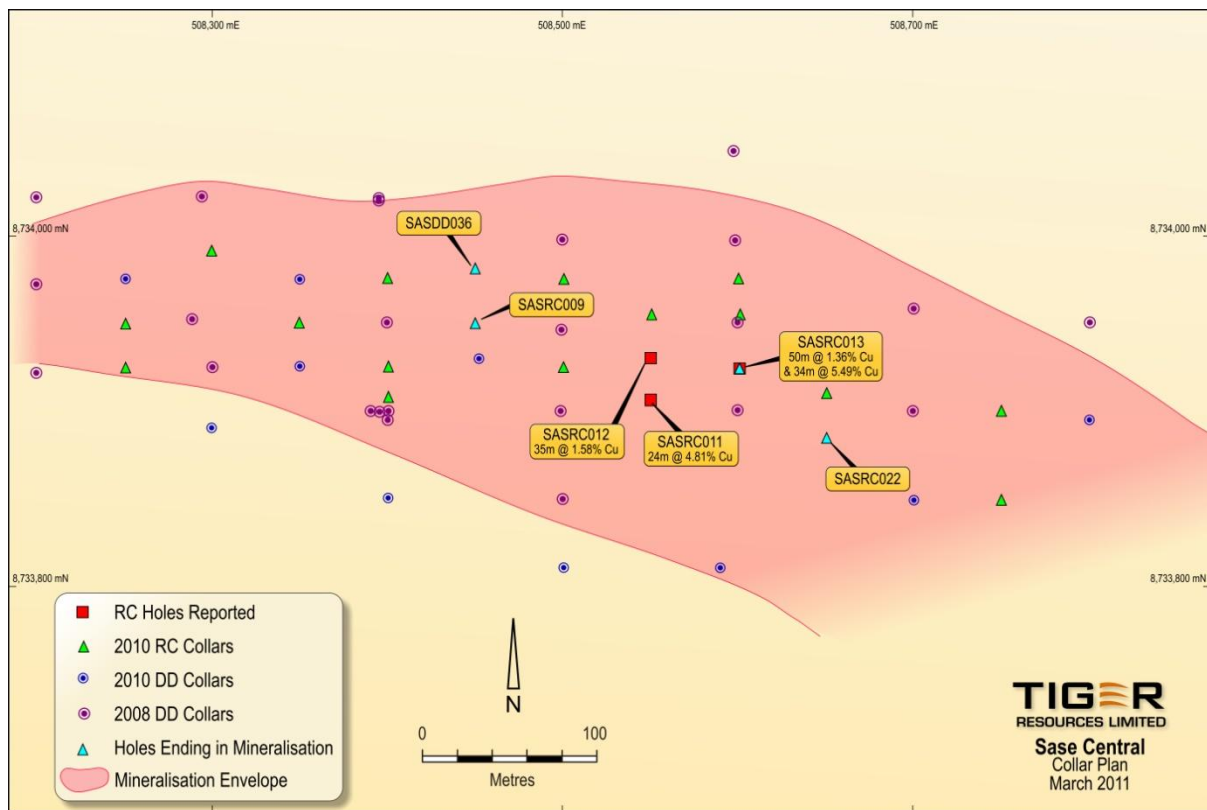 508,300 mE
508,500 mE
508,700 mE
8,734,000 mN
8,734,000 mN
SASDD036
SASRC009
SASRC013
50m @ 1.36% Cu
& 34m @ 5.49% Cu
SASRC012
35m @ 1.58% Cu
SASRC011
24m @ 4.81% Cu
SASRC022
8,733,800 mN
8,733,800 mN
RC Holes Reported
2010 RC Collars
2010 DD Collars
2008 DD Collars
Holes Ending in Mineralisation
Mineralisation Envelope
N
0
100
Metres
TIGER
RESOURCES LIMITED
Sase Central
Collar Plan
March 2011